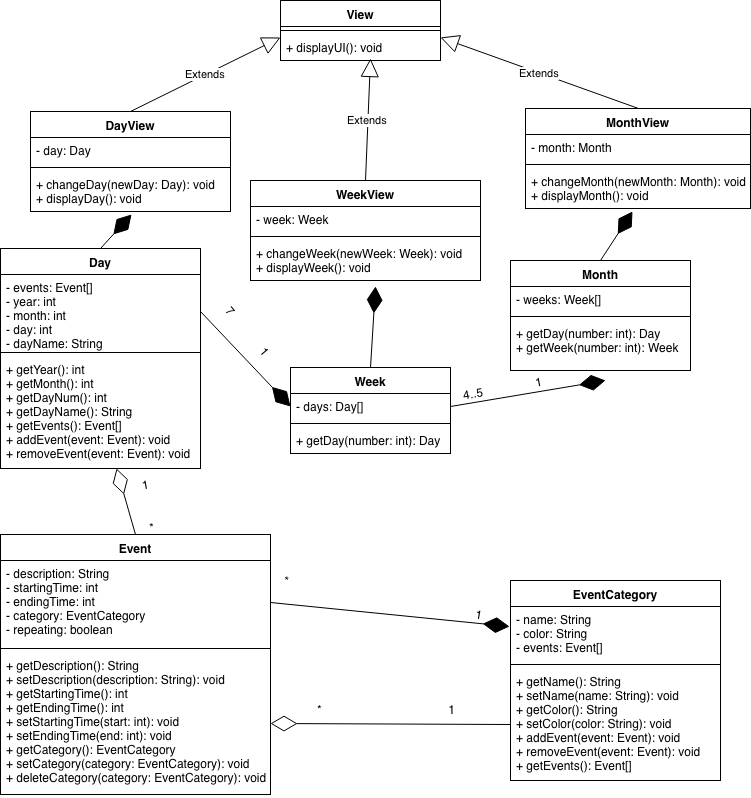 View
+ displayUI(): void
Extends
Extends
Extends
DayView
- day: Day
+ changeDay(newDay: Day): void
+ displayDay(): void
WeekView
- week: Week
+ changeWeek(newWeek: Week): void
+ displayWeek(): void
MonthView
- month: Month
+ changeMonth(newMonth: Month): void
+ displayMonth(): void
Day
- events: Event[]
- year: int
- month: int
- day: int
- dayName: String
+ getYear(): int
+ getMonth(): int
+ getDayNum(): int
+ getDayName(): String
+ getEvents(): Event[]
+ addEvent(event: Event): void
+ removeEvent(event: Event): void
7
1
Week
- days: Day[]
+ getDay(number: int): Day
4..5
1
Month
- weeks: Week[]
+ getDay(number: int): Day
+ getWeek(number: int): Week
1
*
Event
- description: String
- startingTime: int
- endingTime: int
- category: EventCategory
- repeating: boolean
+ getDescription(): String
+ setDescription(description: String): void
+ getStartingTime(): int
+ getEndingTime(): int
+ setStartingTime(start: int): void
+ setEndingTime(end: int): void
+ getCategory(): EventCategory
+ setCategory(category: EventCategory): void
+ deleteCategory(category: EventCategory): void
*
1
*
1
EventCategory
- name: String
- color: String
- events: Event[]
+ getName(): String
+ setName(name: String): void
+ getColor(): String
+ setColor(color: String): void
+ addEvent(event: Event): void
+ removeEvent(event: Event): void
+ getEvents(): Event[]